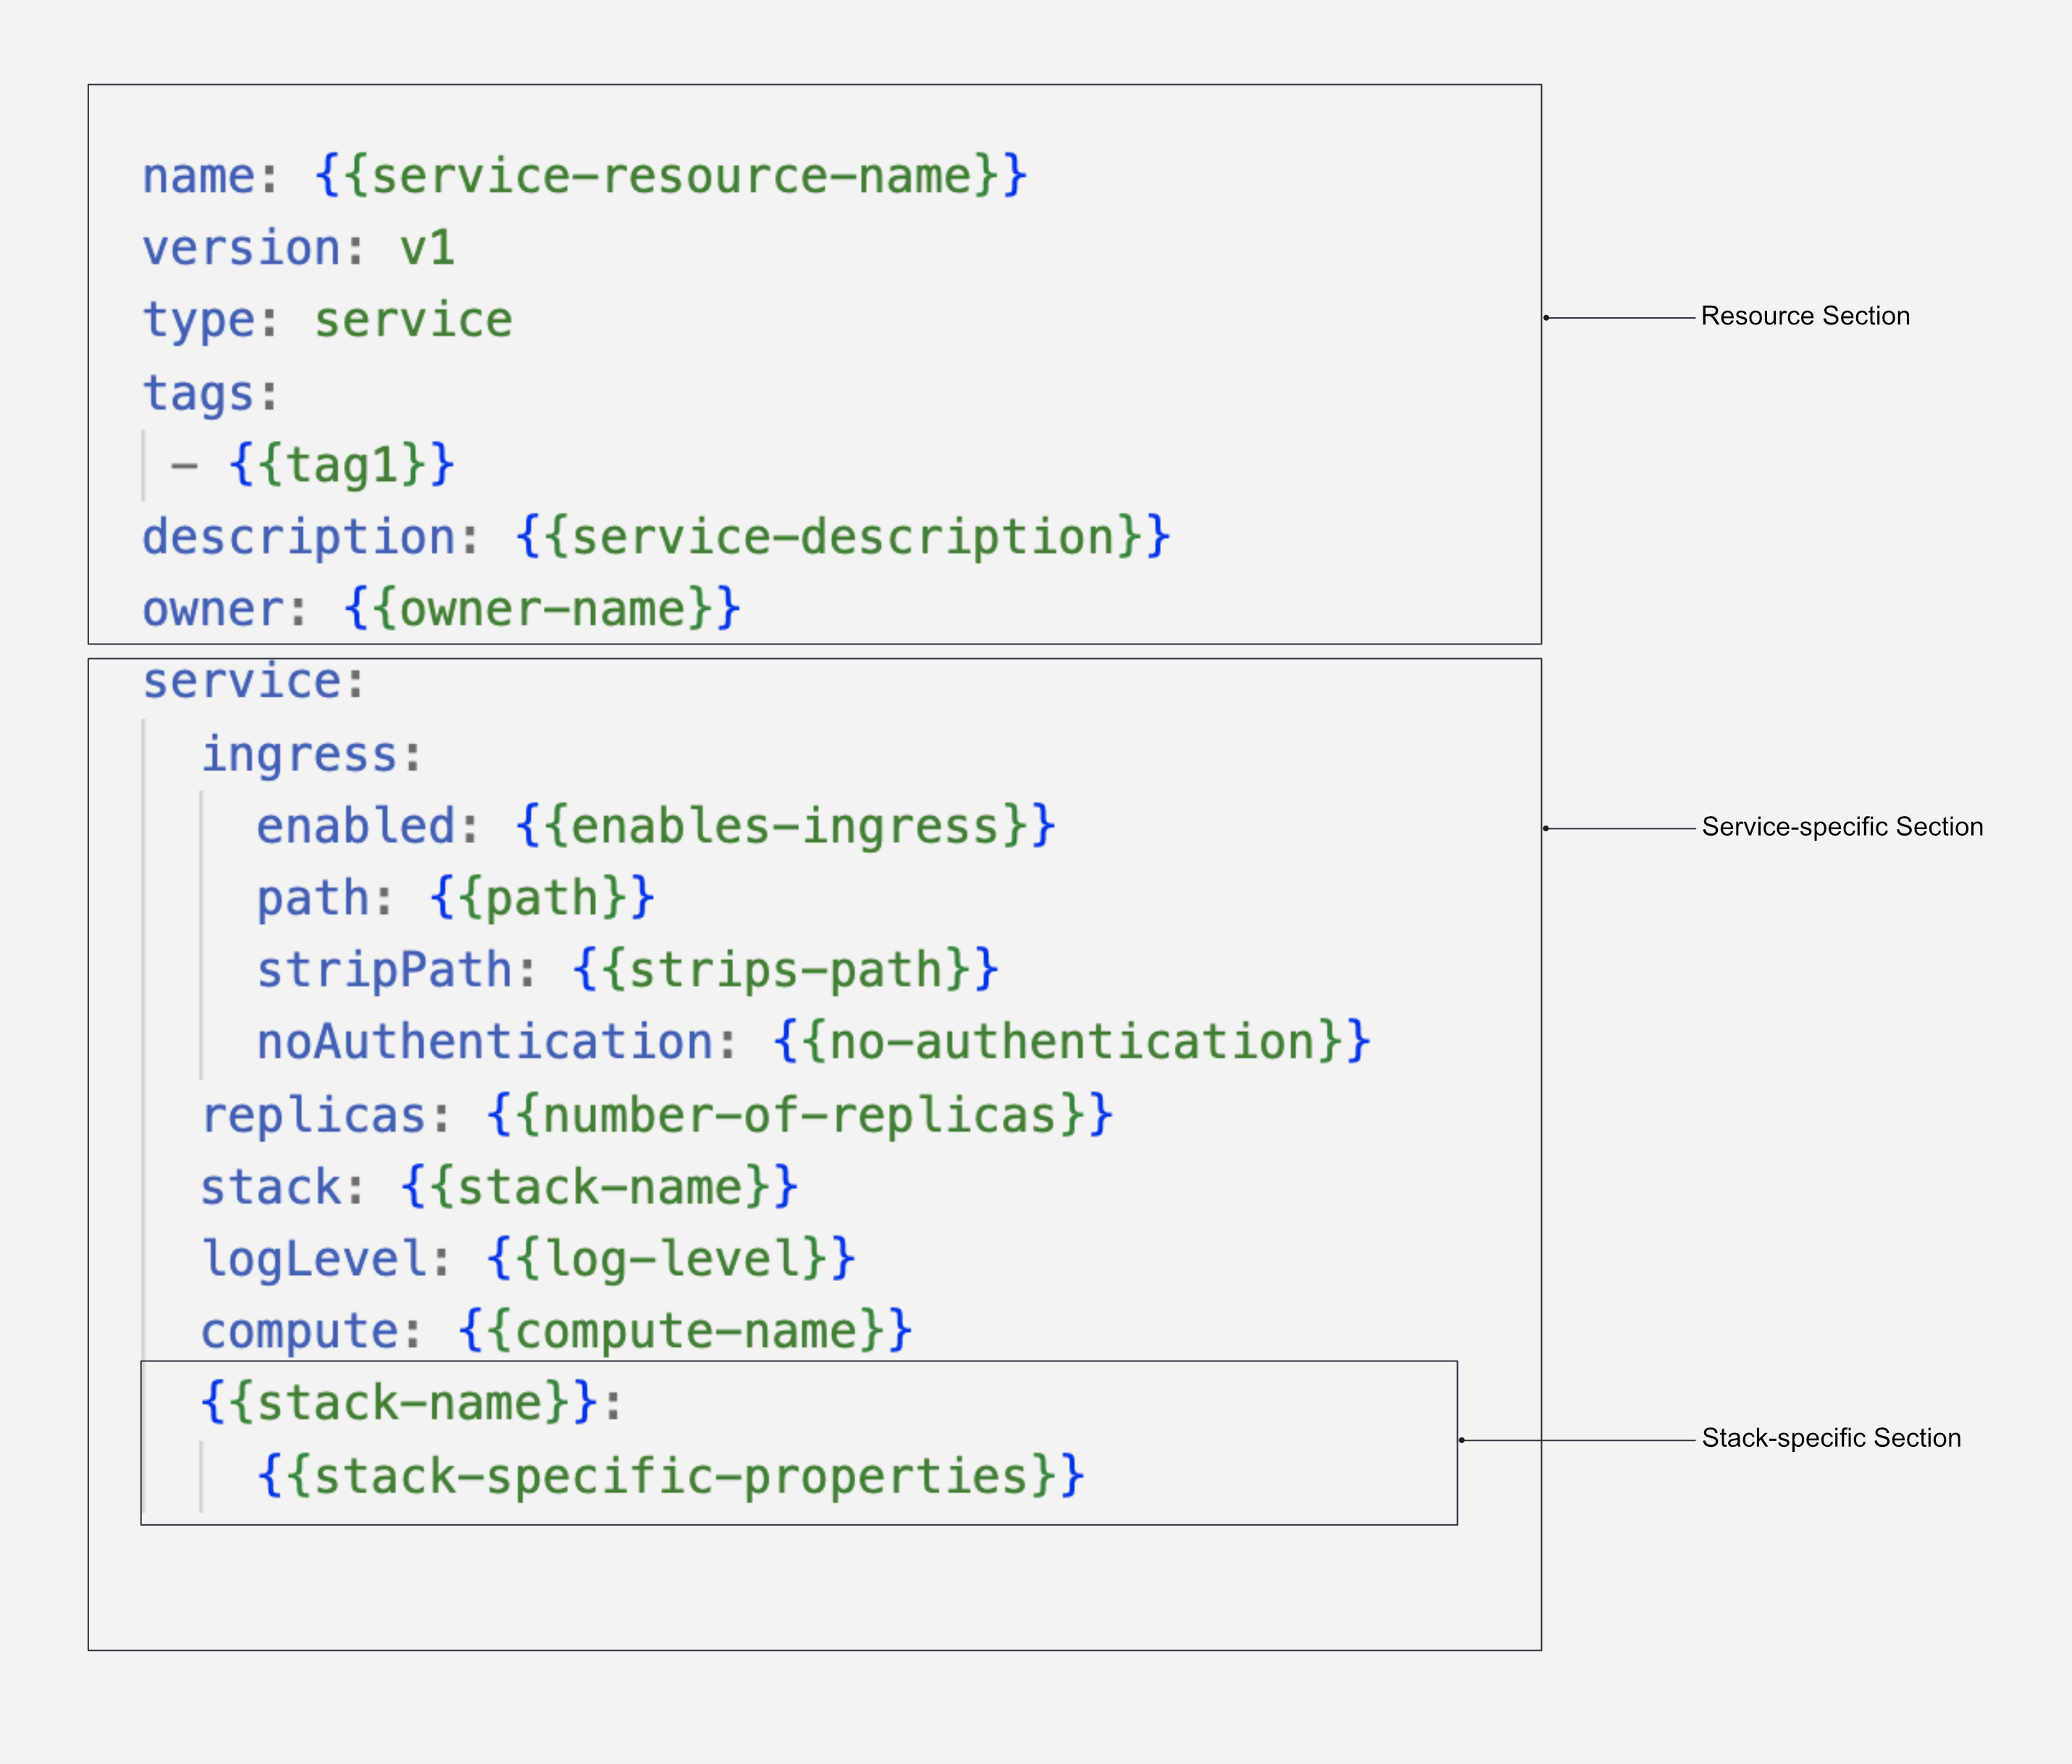 name: {{service-resource-name}}
version: v1
type: service
tags:
- {{tag1}}
description: {{service-description}}
owner: {{owner-name}}
Resource Section
service:
ingress:
enabled: {{enables-ingress}}
path: {{path}}
stripPath: {{strips-path}}
noAuthentication: {{no-authentication}}
replicas: {{number-of-replicas}}
stack: {{stack-name}}
logLevel: {{log-level}}
compute: {{compute-name}}
Service-specific Section
{{stack-name}}:
{{stack-specific-properties}}
Stack-specific Section